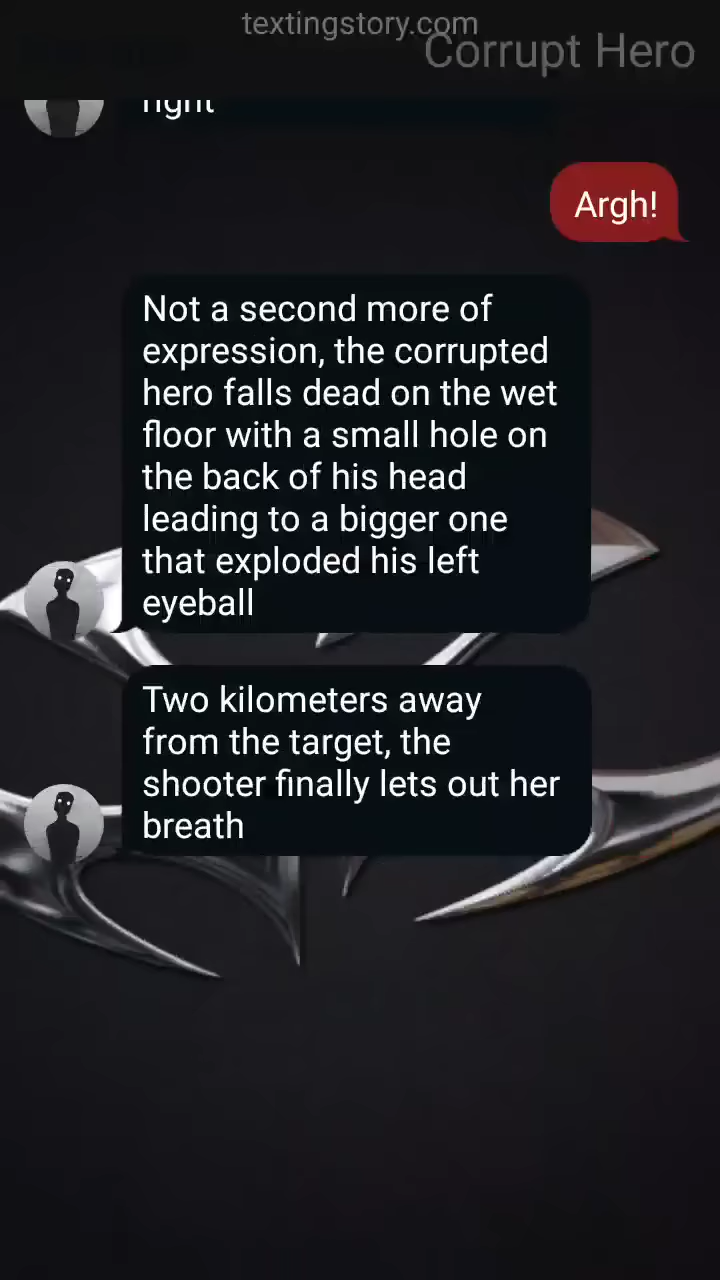 textingstory.com
Corrupt Hero
right
Argh!
Not a second more of
expression, the corrupted
hero falls dead on the wet
floor with a small hole on
the back of his head
leading to a bigger one
that exploded his left
eyeball
Two kilometers away
from the target, the
shooter finally lets out her
breath